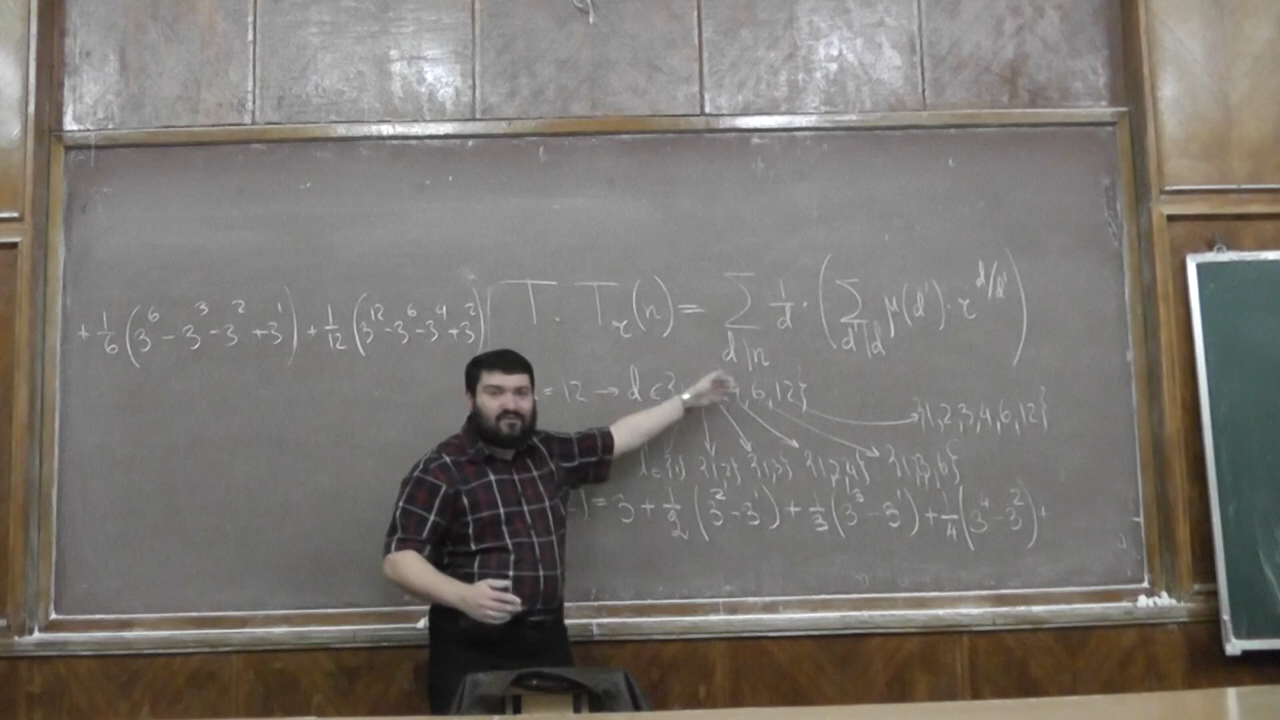 T. T_r(n) = ∑_{d|n} 1/d · (∑_{d'|d} μ(d') · r^{d/d'})
= 12 → d ∈ { , 6, 12}
{1, 2, 3, 4, 6, 12}
{1} {1, 2} {1, 3} {1, 2, 4} {1, 2, 3, 6}
) = 3 + 1/2 (3^2 - 3^1) + 1/3 (3^3 - 3^1) + 1/4 (3^4 - 3^2) +
+ 1/6 (3^6 - 3^3 - 3^2 + 3^1) + 1/12 (3^12 - 3^6 - 3^4 + 3^2)